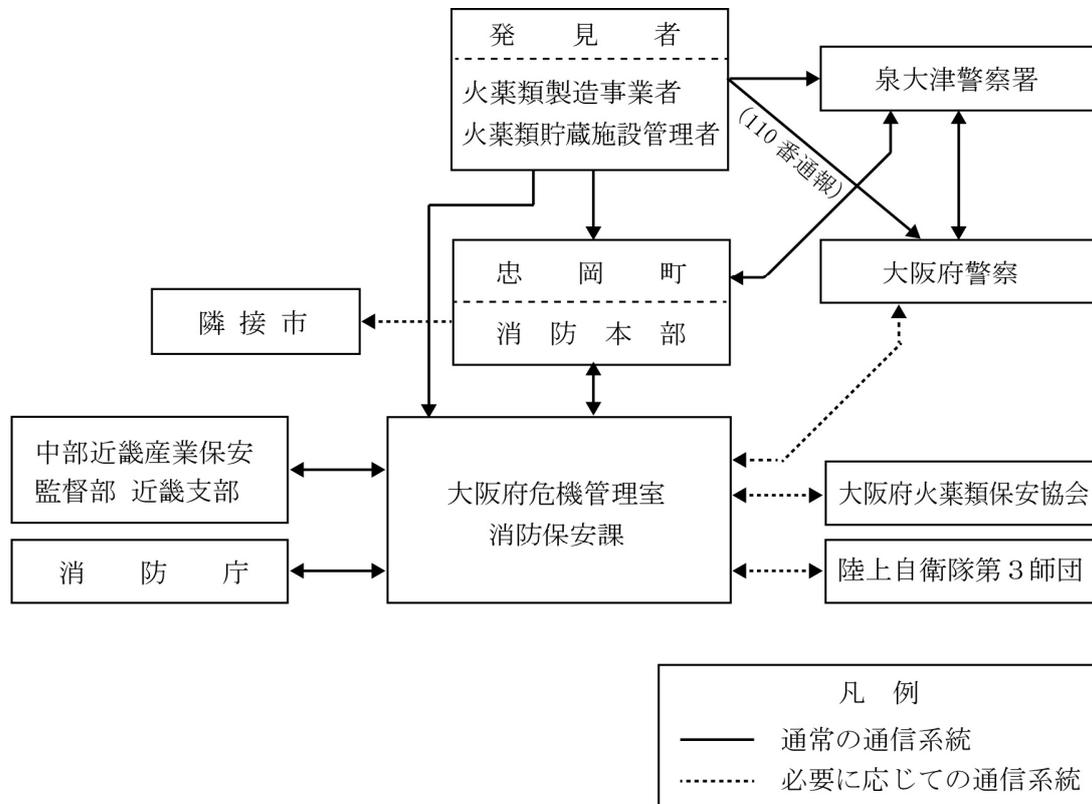 発見者
火薬類製造事業者
火薬類貯蔵施設管理者
泉大津警察署
(110番通報)
忠岡町
消防本部
大阪府警察
隣接市
中部近畿産業保安
監督部 近畿支部
大阪府危機管理室
消防保安課
大阪府火薬類保安協会
消防庁
陸上自衛隊第3師団
凡例
通常の通信系統
必要に応じての通信系統